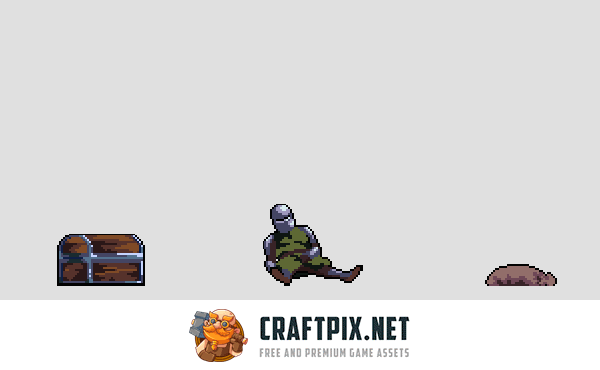 CRAFTPIX.NET
FREE AND PREMIUM GAME ASSETS